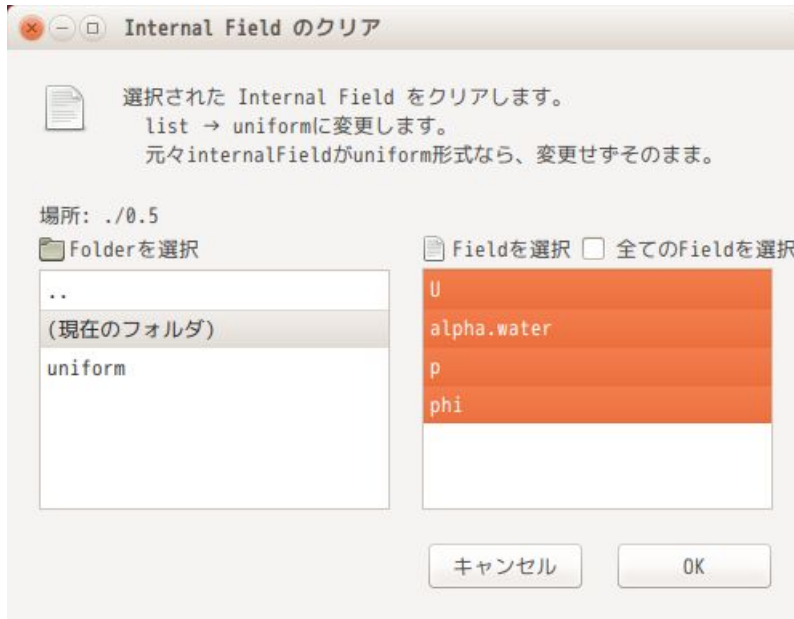 Internal Field のクリア
選択された Internal Field をクリアします。
list → uniformに変更します。
元々internalFieldがuniform形式なら、変更せずそのまま。
場所: ./0.5
Folderを選択
..
(現在のフォルダ)
uniform
Fieldを選択
全てのFieldを選択
U
alpha.water
p
phi
キャンセル
OK